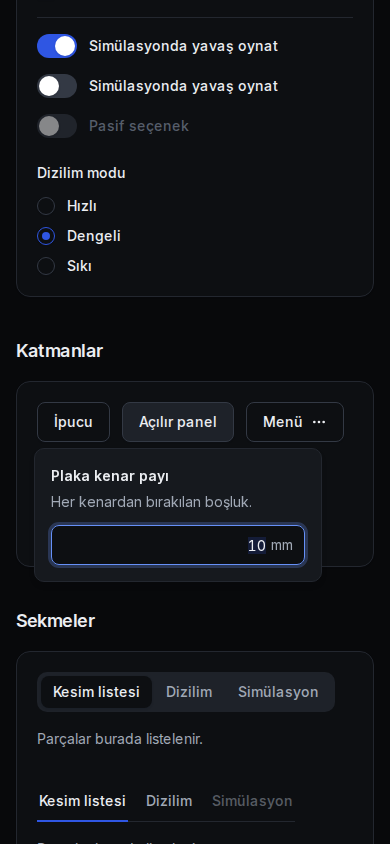 Simülasyonda yavaş oynat
Simülasyonda yavaş oynat
Pasif seçenek
Dizilim modu
Hızlı
Dengeli
Sıkı
Katmanlar
İpucu Açılır panel Menü ···
Plaka kenar payı
Her kenardan bırakılan boşluk.
10 mm
Sekmeler
Kesim listesi Dizilim Simülasyon
Parçalar burada listelenir.
Kesim listesi Dizilim Simülasyon